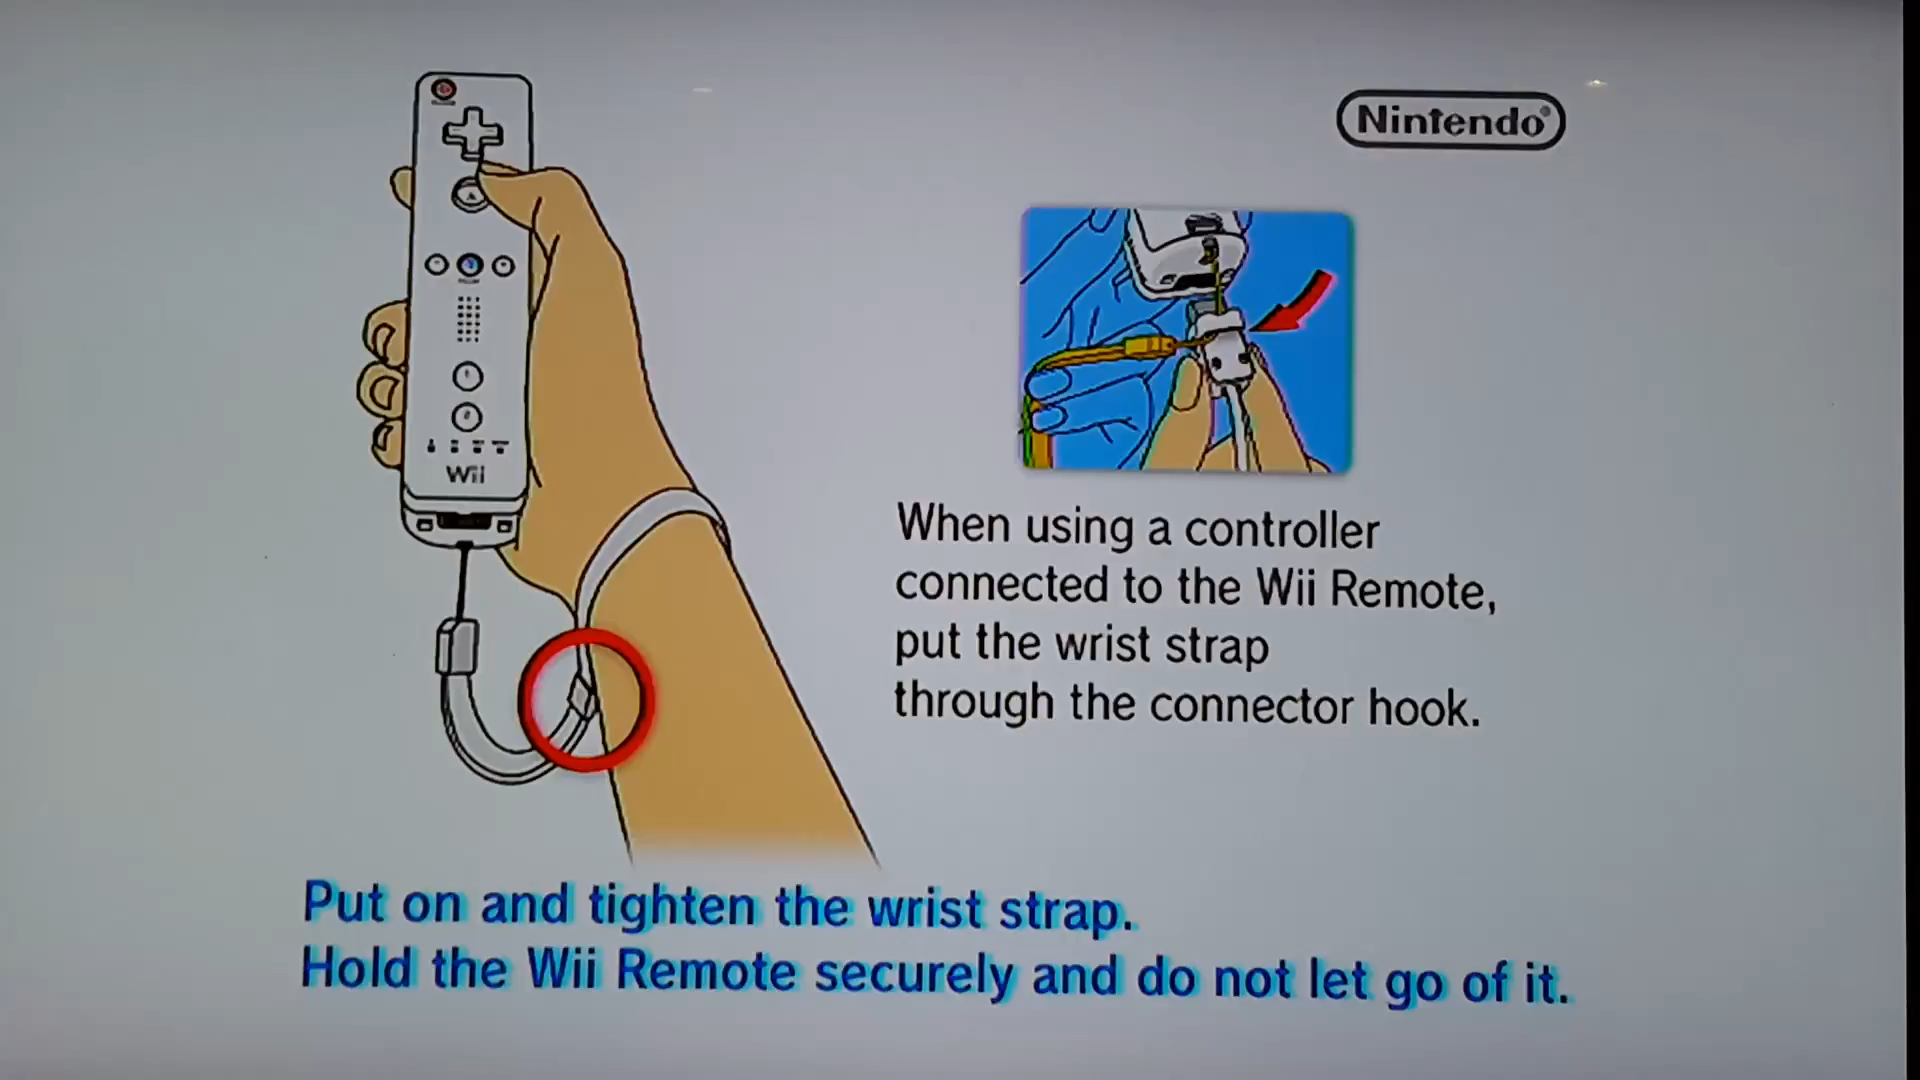 Nintendo®
Wii
When using a controller
connected to the Wii Remote,
put the wrist strap
through the connector hook.
Put on and tighten the wrist strap.
Hold the Wii Remote securely and do not let go of it.